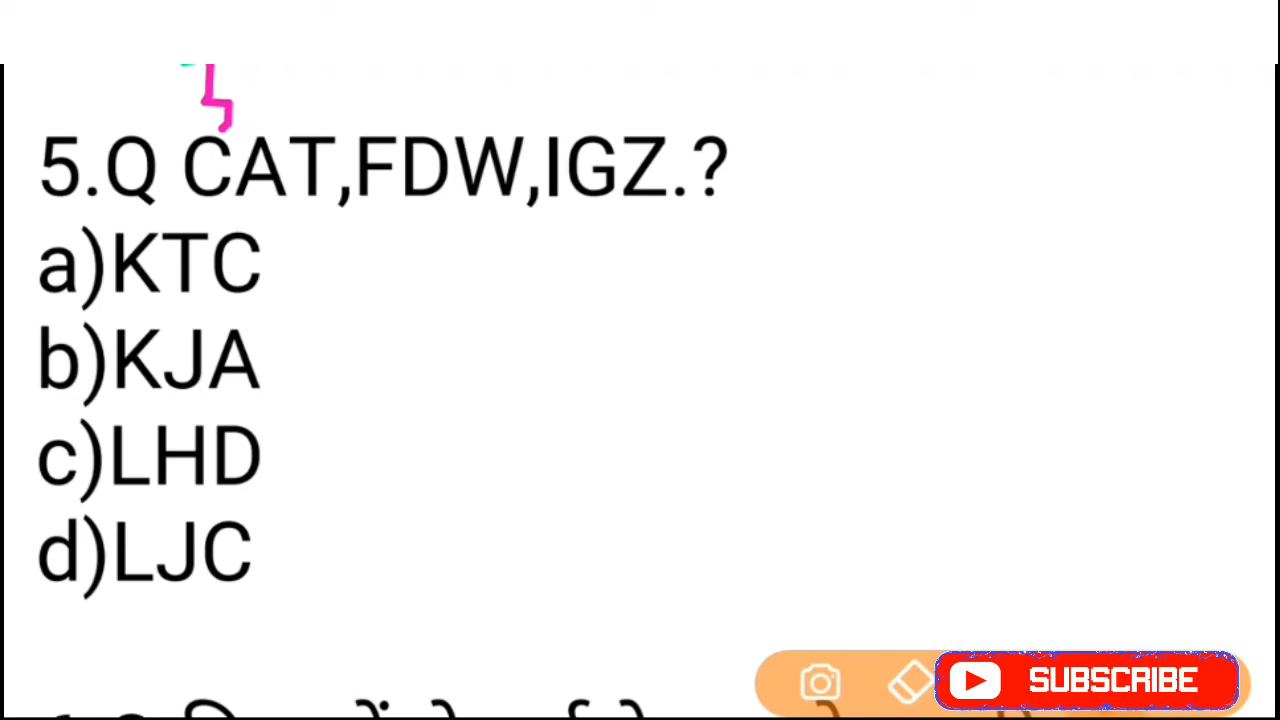 5.Q CAT,FDW,IGZ.?
a)KTC
b)KJA
c)LHD
d)LJC
SUBSCRIBE